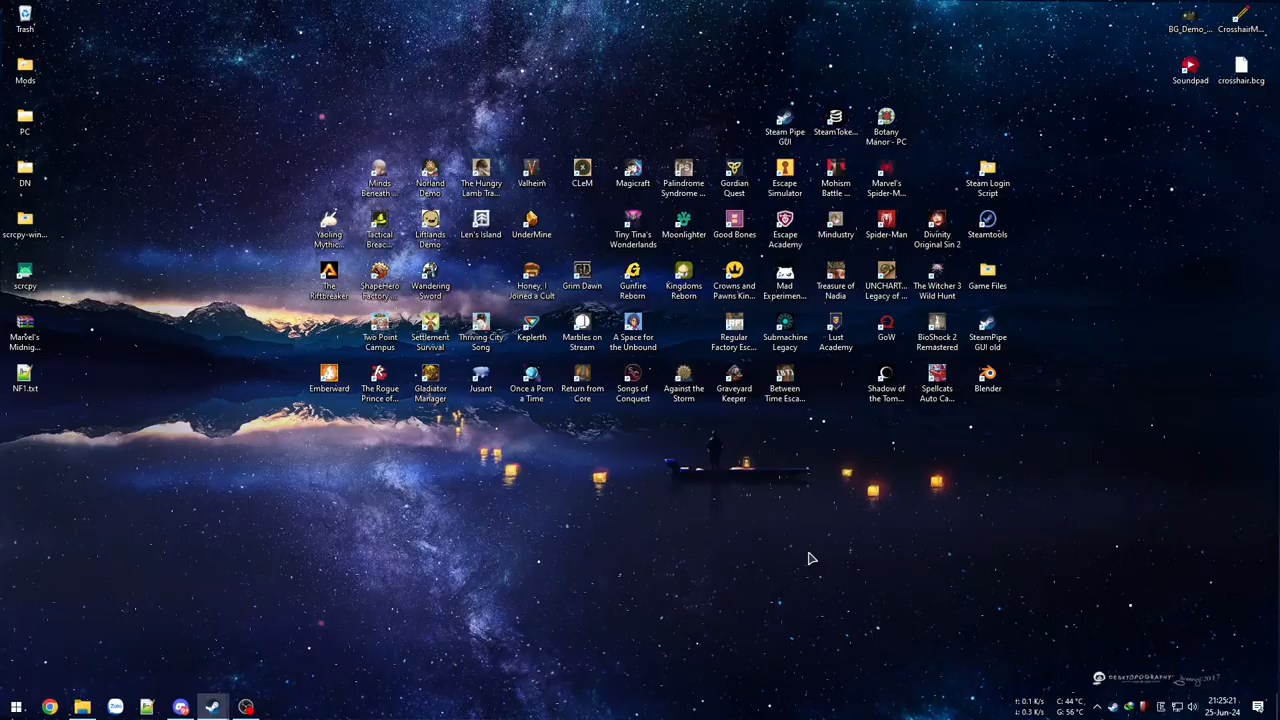 Trash
BG_Demo_...
CrosshairM...
Mods
Soundpad
crosshair.bcg
PC
Steam Pipe
GUI
SteamToke...
Botany
Manor - PC
DN
Minds
Beneath ...
Norland
Demo
The Hungry
Lamb Tra...
Valheim
CLeM
Magicraft
Palindrome
Syndrome ...
Gordian
Quest
Escape
Simulator
Mohism
Battle ...
Marvel's
Spider-M...
Steam Login
Script
scrcpy-win...
Yaoling
Mythic...
Tactical
Breac...
Liftlands
Demo
Len's Island
UnderMine
Tiny Tina's
Wonderlands
Moonlighter
Good Bones
Escape
Academy
Mindustry
Spider-Man
Divinity
Original Sin 2
Steamtools
scrcpy
The
Riftbreaker
ShapeHero
Factory ...
Wandering
Sword
Honey, I
Joined a Cult
Grim Dawn
Gunfire
Reborn
Kingdoms
Reborn
Crowns and
Pawns Kin...
Mad
Experimen...
Treasure of
Nadia
UNCHART...
Legacy of ...
The Witcher 3
Wild Hunt
Game Files
Marvel's
Midnig...
Two Point
Campus
Settlement
Survival
Thriving City
Song
Keplerth
Marbles on
Stream
A Space for
the Unbound
Regular
Factory Esc...
Submachine
Legacy
Lust
Academy
GoW
BioShock 2
Remastered
SteamPipe
GUI old
NF1.txt
Emberward
The Rogue
Prince of...
Gladiator
Manager
Jusant
Once a Porn
a Time
Return from
Core
Songs of
Conquest
Against the
Storm
Graveyard
Keeper
Between
Time Esca...
Shadow of
the Tom...
Spellcats
Auto Ca...
Blender
DESKTOPOGRAPHY
Zalo
↑: 0.1 K/s
↓: 0.3 K/s
C: 44 °C
G: 56 °C
E
21:25:21
25-Jun-24